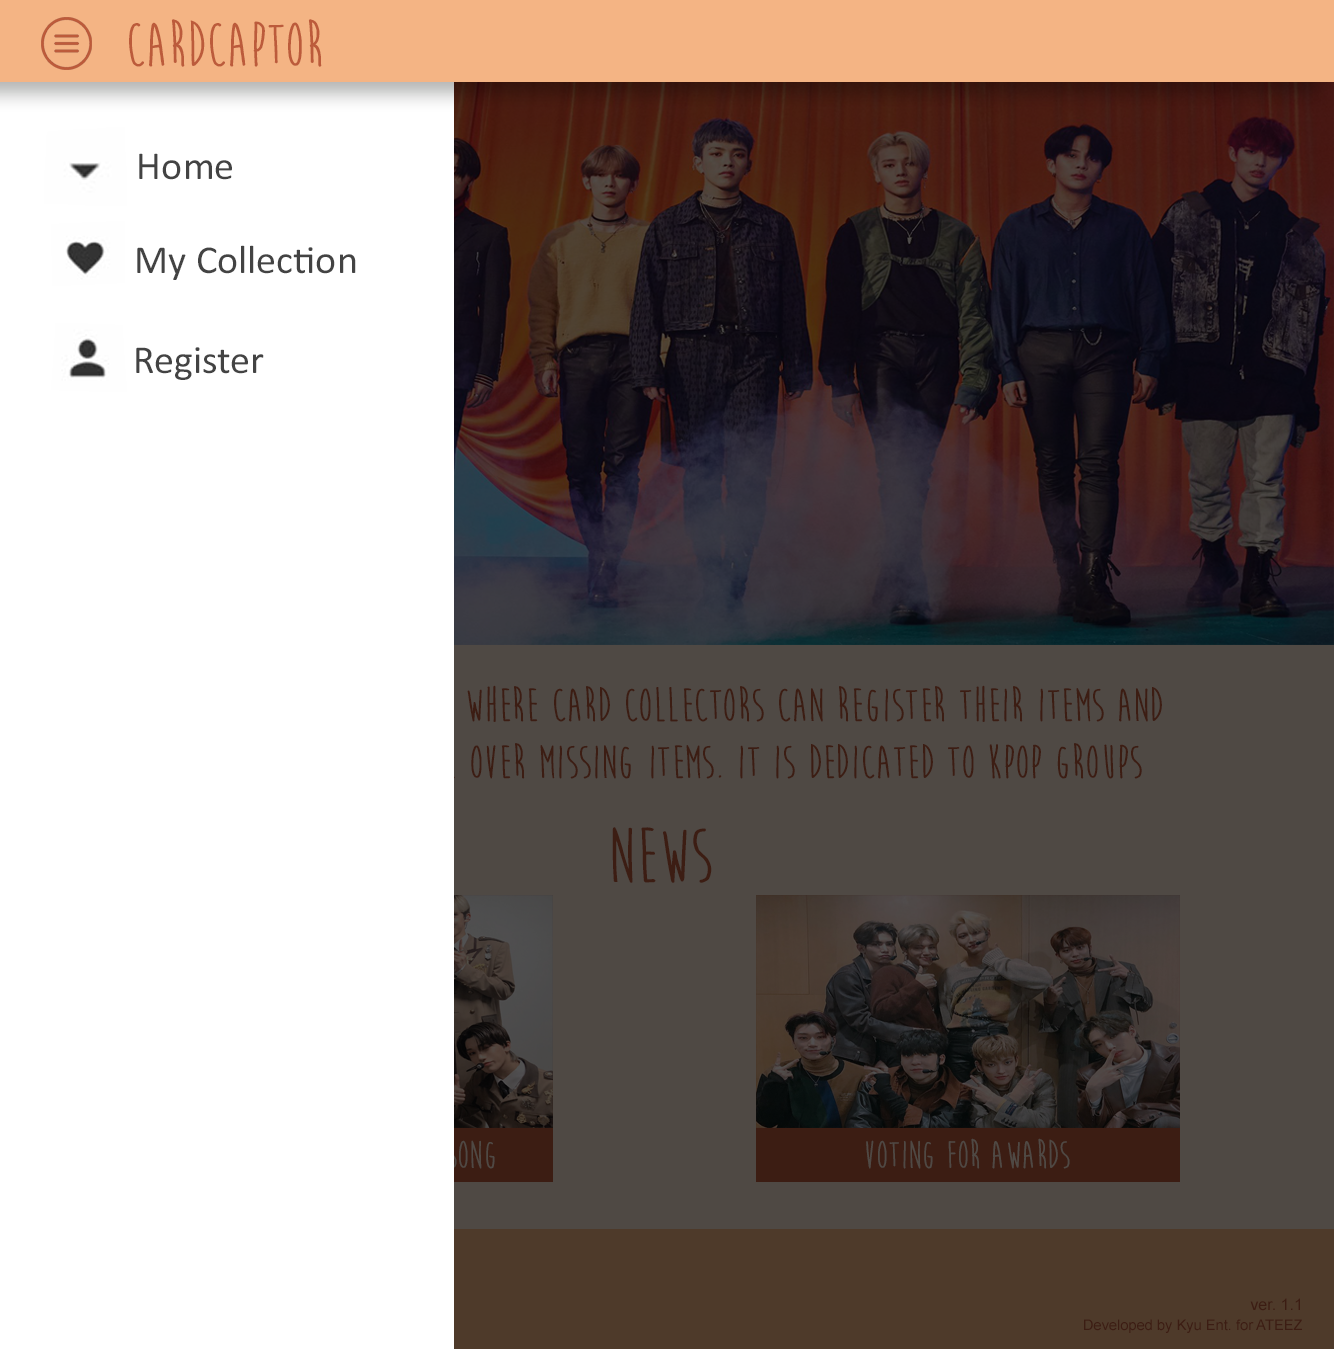 CARDCAPTOR
Home
My Collection
Register
WHERE CARD COLLECTORS CAN REGISTER THEIR ITEMS AND
OVER MISSING ITEMS. IT IS DEDICATED TO KPOP GROUPS
NEWS
ONG
VOTING FOR AWARDS
ver. 1.1
Developed by Kyu Ent. for ATEEZ